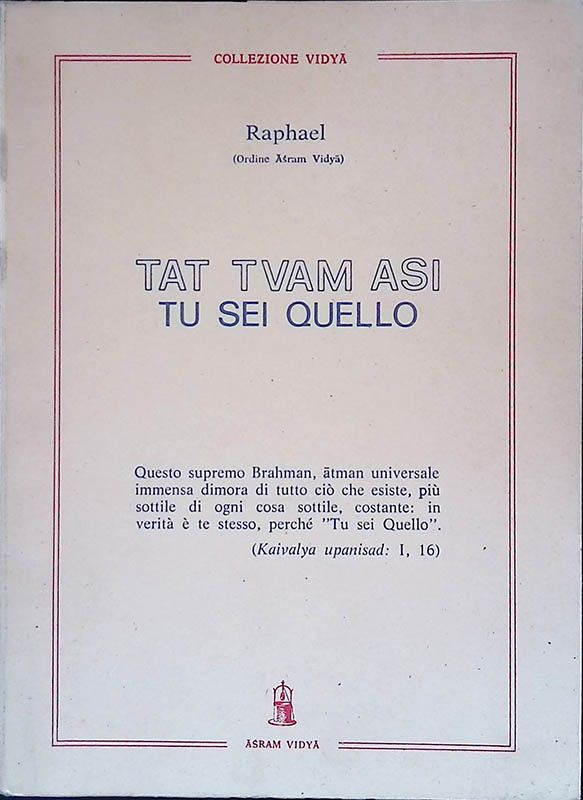 COLLEZIONE VIDYĀ
Raphael
(Ordine Āśram Vidyā)
TAT TVAM ASI
TU SEI QUELLO
Questo supremo Brahman, ātman universale
immensa dimora di tutto ciò che esiste, più
sottile di ogni cosa sottile, costante: in
verità è te stesso, perché "Tu sei Quello".
(Kaivalya upanisad: I, 16)
ĀŚRAM VIDYĀ